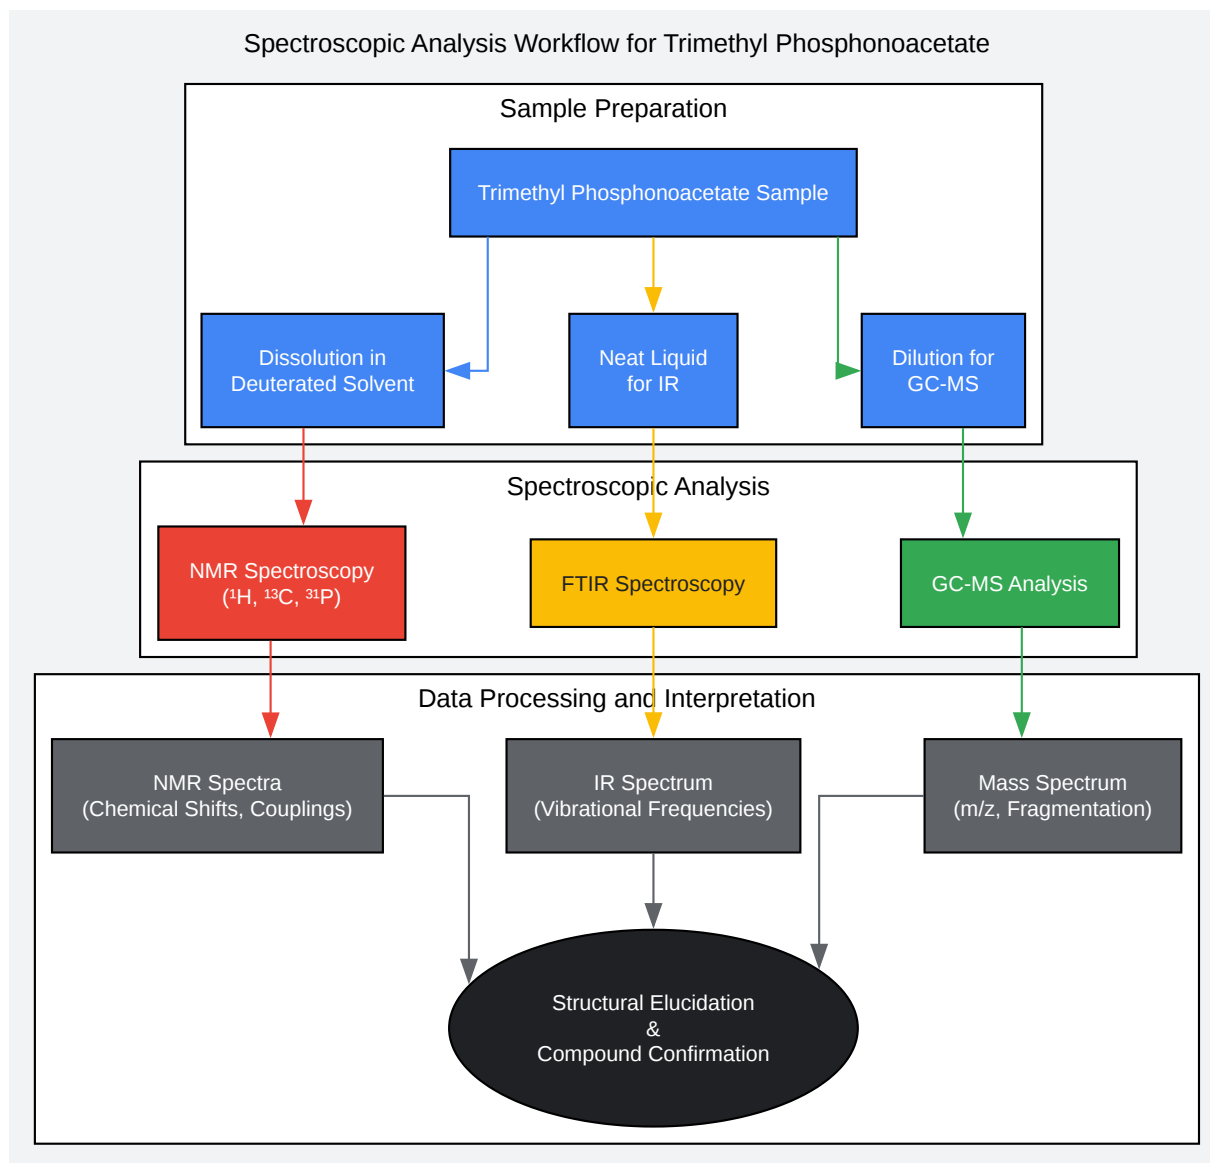 Spectroscopic Analysis Workflow for Trimethyl Phosphonoacetate
Sample Preparation
Trimethyl Phosphonoacetate Sample
Dissolution in
Deuterated Solvent
Neat Liquid
for IR
Dilution for
GC-MS
Spectroscopic Analysis
NMR Spectroscopy
(¹H, ¹³C, ³¹P)
FTIR Spectroscopy
GC-MS Analysis
Data Processing and Interpretation
NMR Spectra
(Chemical Shifts, Couplings)
IR Spectrum
(Vibrational Frequencies)
Mass Spectrum
(m/z, Fragmentation)
Structural Elucidation
&
Compound Confirmation